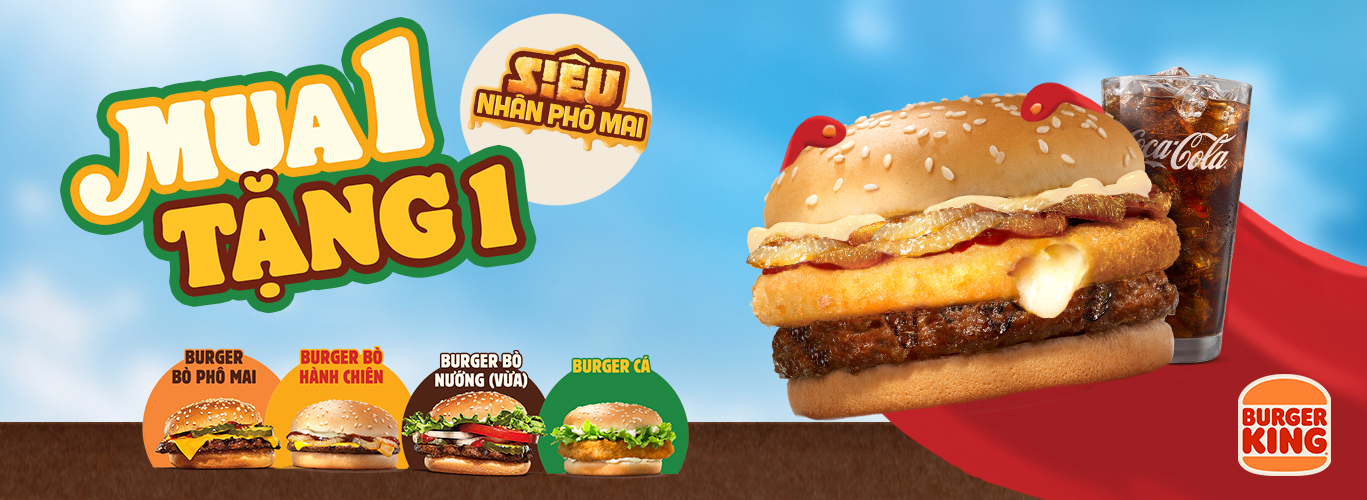 MUA 1
TẶNG 1
SIÊU
NHÂN PHÔ MAI
Coca-Cola
BURGER
BÒ PHÔ MAI
BURGER BÒ
HÀNH CHIÊN
BURGER BÒ
NƯỚNG (VỪA)
BURGER CÁ
BURGER
KING